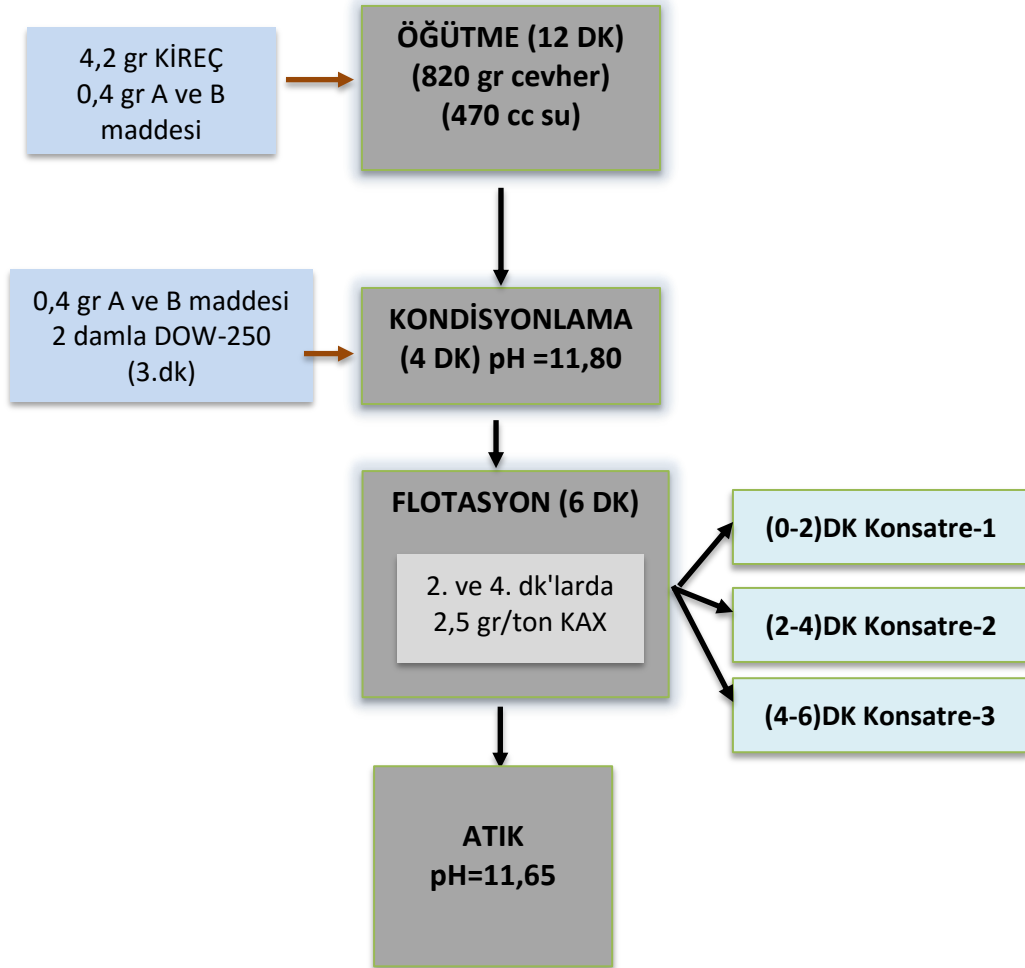 4,2 gr KİREÇ
0,4 gr A ve B
maddesi
ÖĞÜTME (12 DK)
(820 gr cevher)
(470 cc su)
0,4 gr A ve B maddesi
2 damla DOW-250
(3.dk)
KONDİSYONLAMA
(4 DK) pH =11,80
FLOTASYON (6 DK)
2. ve 4. dk'larda
2,5 gr/ton KAX
(0-2)DK Konsatre-1
(2-4)DK Konsatre-2
(4-6)DK Konsatre-3
ATIK
pH=11,65